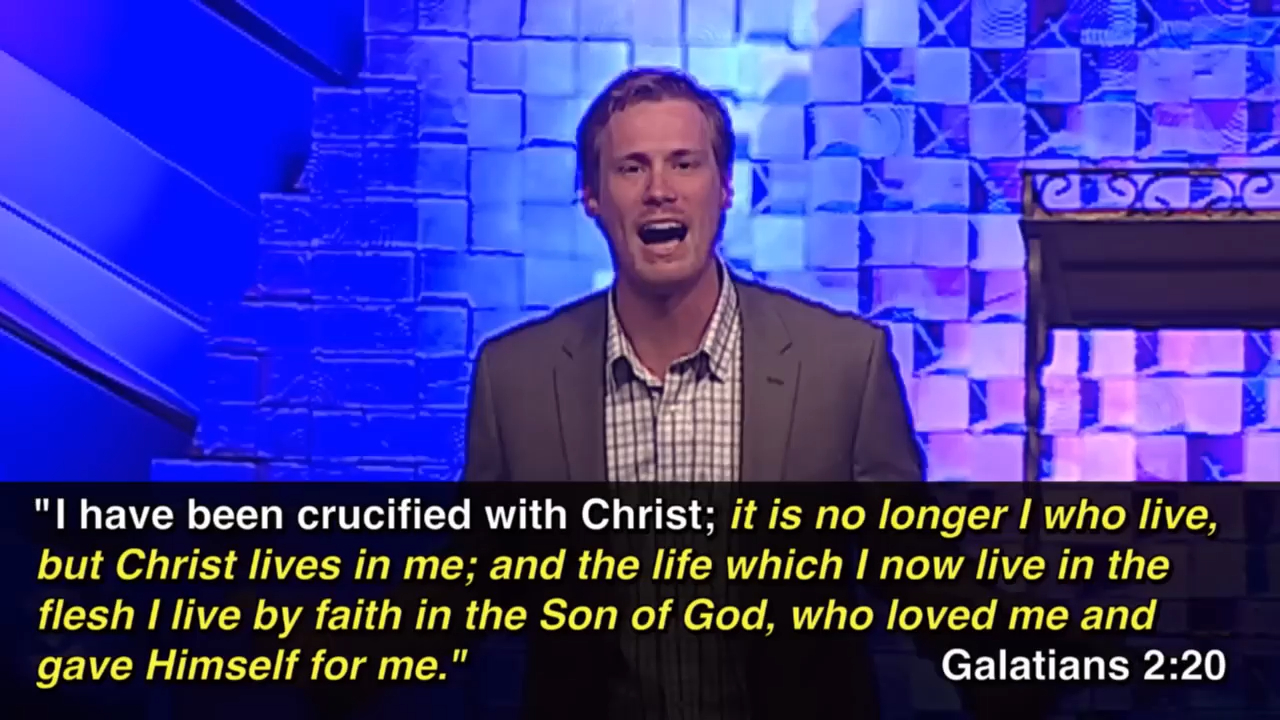 "I have been crucified with Christ; it is no longer I who live,
but Christ lives in me; and the life which I now live in the
flesh I live by faith in the Son of God, who loved me and
gave Himself for me." Galatians 2:20